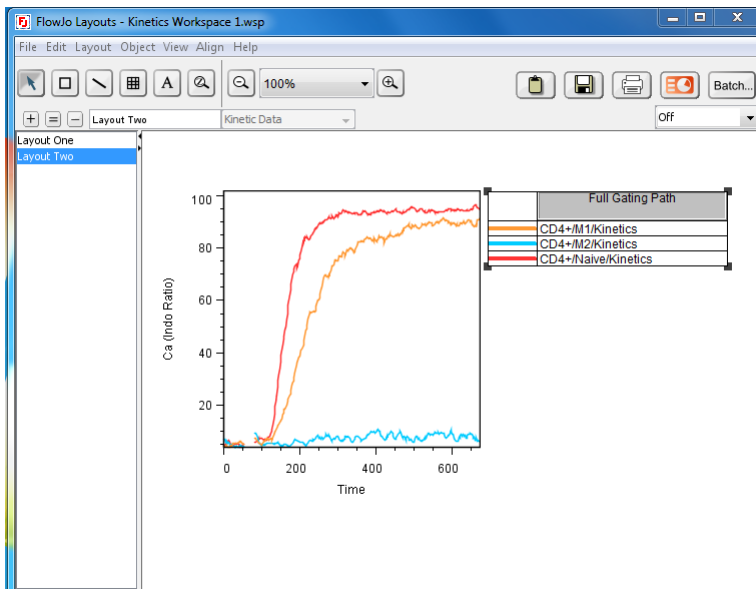 FlowJo Layouts - Kinetics Workspace 1.wsp
File Edit Layout Object View Align Help
A
100%
Batch...
+ = − Layout Two Kinetic Data Off
Layout One
Layout Two
Full Gating Path
CD4+/M1/Kinetics
CD4+/M2/Kinetics
CD4+/Naive/Kinetics
100
80
60
40
20
Ca (Indo Ratio)
0 200 400 600
Time